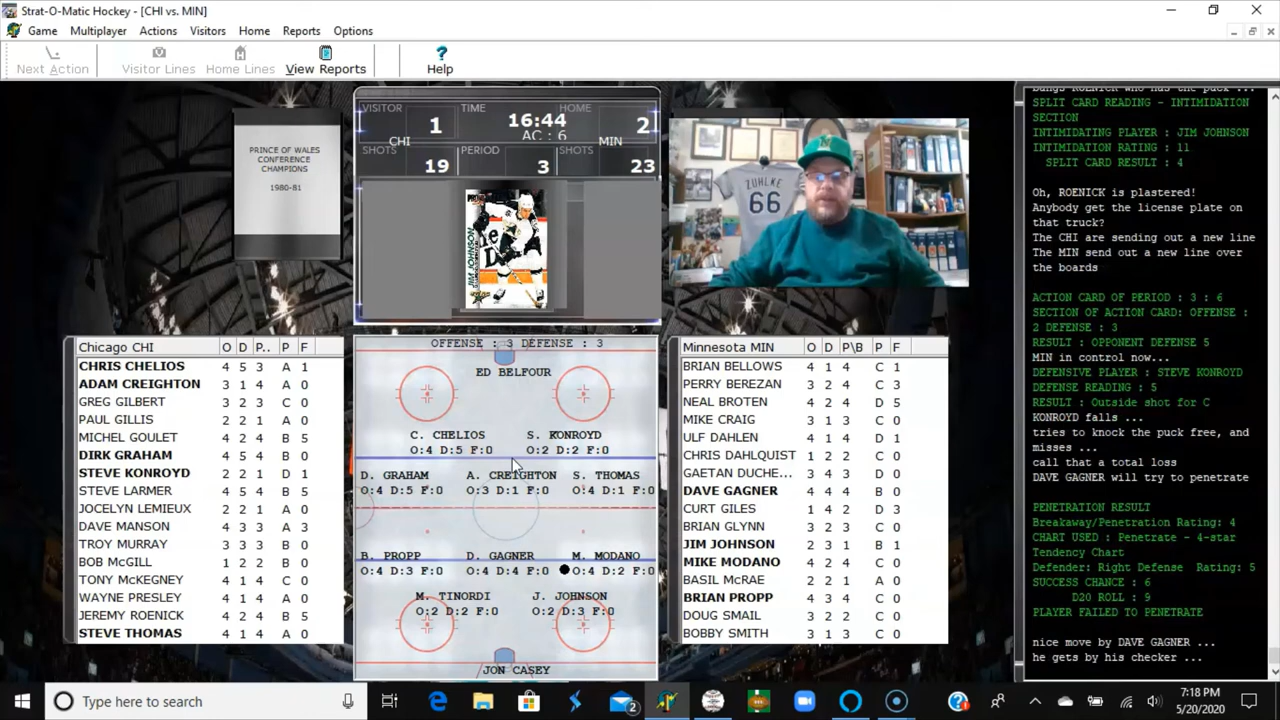 Strat-O-Matic Hockey - [CHI vs. MIN]
Game Multiplayer Actions Visitors Home Reports Options
Next Action Visitor Lines Home Lines View Reports Help
PRINCE OF WALES
CONFERENCE
CHAMPIONS
1980-81
VISITOR TIME HOME
1 16:44 2
CHI AC : 6 MIN
SHOTS PERIOD SHOTS
19 3 23
JIM JOHNSON
ZUHLKE
66
N
Chicago CHI O D P.. P F
CHRIS CHELIOS 4 5 3 A 1
ADAM CREIGHTON 3 1 4 A 0
GREG GILBERT 3 2 3 C 0
PAUL GILLIS 2 2 1 A 0
MICHEL GOULET 4 2 4 B 5
DIRK GRAHAM 4 5 4 B 0
STEVE KONROYD 2 2 1 D 1
STEVE LARMER 4 5 4 B 5
JOCELYN LEMIEUX 2 2 1 A 0
DAVE MANSON 4 3 3 A 3
TROY MURRAY 3 3 3 B 0
BOB McGILL 1 2 2 B 0
TONY McKEGNEY 4 1 4 C 0
WAYNE PRESLEY 4 1 4 A 0
JEREMY ROENICK 4 2 4 B 5
STEVE THOMAS 4 1 4 A 0
OFFENSE : 3 DEFENSE : 3
ED BELFOUR
C. CHELIOS S. KONROYD
O:4 D:5 F:0 O:2 D:2 F:0
D. GRAHAM A. CREIGHTON S. THOMAS
O:4 D:5 F:0 O:3 D:1 F:0 O:4 D:1 F:0
B. PROPP D. GAGNER M. MODANO
O:4 D:3 F:0 O:4 D:4 F:0 O:4 D:2 F:0
M. TINORDI J. JOHNSON
O:2 D:2 F:0 O:2 D:3 F:0
JON CASEY
Minnesota MIN O D P\B P F
BRIAN BELLOWS 4 1 4 C 1
PERRY BEREZAN 3 2 4 C 3
NEAL BROTEN 4 2 4 D 5
MIKE CRAIG 3 1 3 C 0
ULF DAHLEN 4 1 4 D 1
CHRIS DAHLQUIST 1 2 2 C 0
GAETAN DUCHE... 3 4 3 D 0
DAVE GAGNER 4 4 4 B 0
CURT GILES 1 4 2 D 3
BRIAN GLYNN 3 2 3 C 0
JIM JOHNSON 2 3 1 B 1
MIKE MODANO 4 2 4 C 0
BASIL McRAE 2 2 1 A 0
BRIAN PROPP 4 3 4 C 0
DOUG SMAIL 3 2 2 C 0
BOBBY SMITH 3 1 3 C 0
bangs ROENICK who has the puck ...
SPLIT CARD READING - INTIMIDATION
SECTION
INTIMIDATING PLAYER : JIM JOHNSON
INTIMIDATION RATING : 11
SPLIT CARD RESULT : 4
Oh, ROENICK is plastered!
Anybody get the license plate on
that truck?
The CHI are sending out a new line
The MIN send out a new line over
the boards
ACTION CARD OF PERIOD : 3 : 6
SECTION OF ACTION CARD: OFFENSE :
2 DEFENSE : 3
RESULT : OPPONENT DEFENSE 5
MIN in control now...
DEFENSIVE PLAYER : STEVE KONROYD
DEFENSE READING : 5
RESULT : Outside shot for C
KONROYD falls ...
tries to knock the puck free, and
misses ...
call that a total loss
DAVE GAGNER will try to penetrate
PENETRATION RESULT
Breakaway/Penetration Rating: 4
CHART USED : Penetrate - 4-star
Tendency Chart
Defender: Right Defense Rating: 5
SUCCESS CHANCE : 6
D20 ROLL : 9
PLAYER FAILED TO PENETRATE
nice move by DAVE GAGNER ...
he gets by his checker ...
Type here to search
2
7:18 PM
5/20/2020